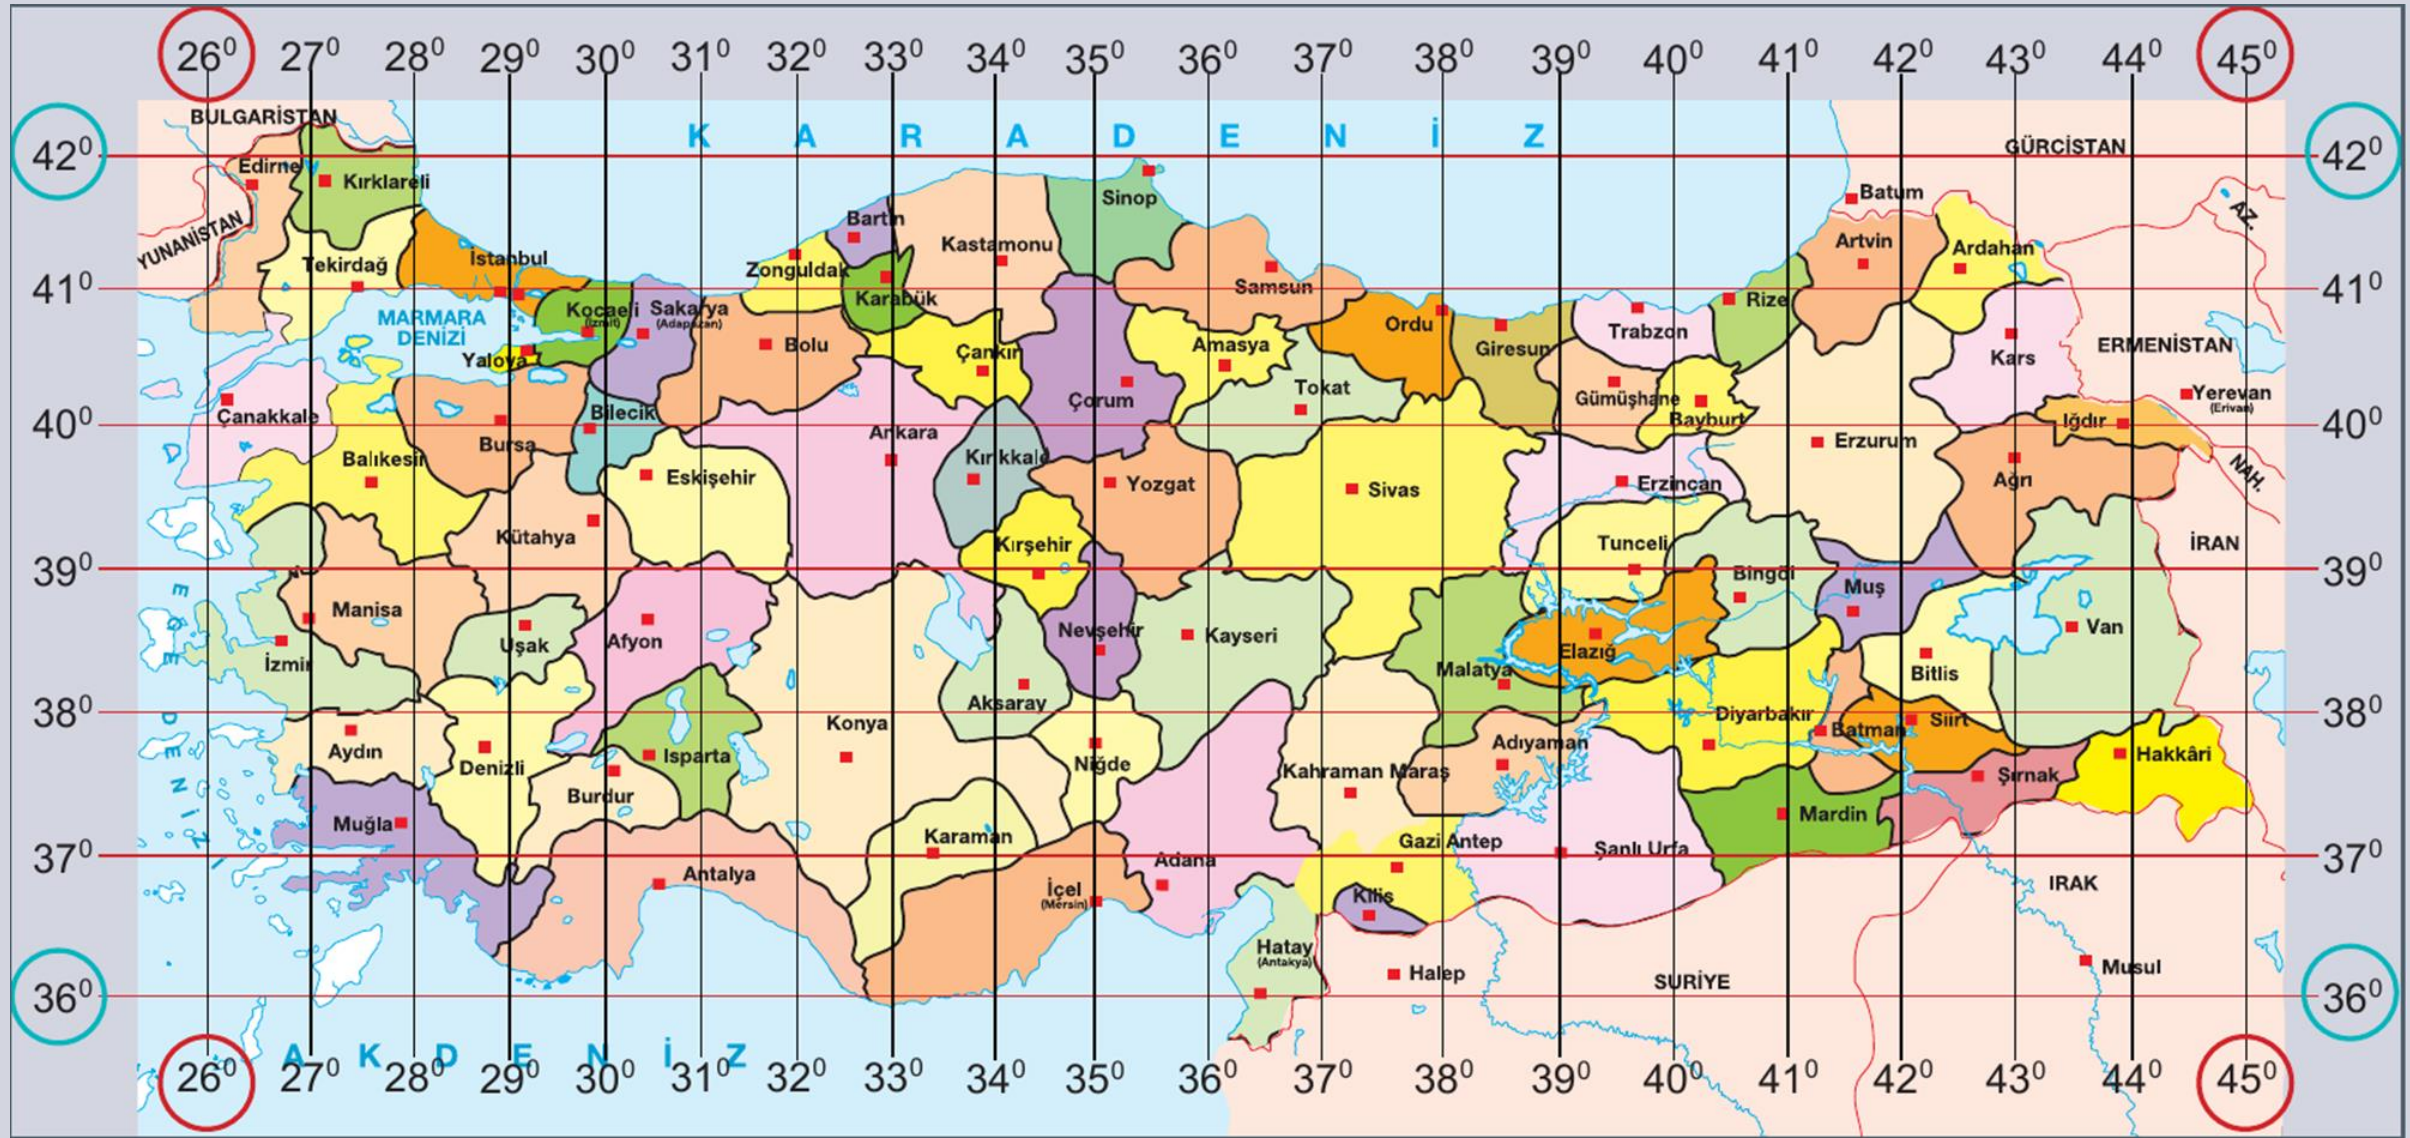 26⁰ 27⁰ 28⁰ 29⁰ 30⁰ 31⁰ 32⁰ 33⁰ 34⁰ 35⁰ 36⁰ 37⁰ 38⁰ 39⁰ 40⁰ 41⁰ 42⁰ 43⁰ 44⁰ 45⁰
BULGARİSTAN
K A R A D E N İ Z
GÜRCİSTAN
42⁰
42⁰
Edirne
Kırklareli
Sinop
Batum
AZ.
YUNANİSTAN
Bartın
Kastamonu
Artvin
Ardahan
Tekirdağ
İstanbul
Zonguldak
41⁰
Karabük
Samsun
Rize
41⁰
Kocaeli
(İzmit)
Sakarya
(Adapazarı)
MARMARA
DENİZİ
Bolu
Ordu
Trabzon
Yalova
Çankırı
Amasya
Giresun
Kars
ERMENİSTAN
Çanakkale
Bilecik
Çorum
Tokat
Gümüşhane
Bayburt
Iğdır
Yerevan
(Erivan)
40⁰
40⁰
Bursa
Ankara
Erzurum
Balıkesir
Eskişehir
Kırıkkale
Yozgat
Sivas
Erzincan
Ağrı
NAH.
Kütahya
Kırşehir
Tunceli
İRAN
39⁰
39⁰
Manisa
Bingöl
Muş
E G E D E N İ Z İ
İzmir
Uşak
Afyon
Nevşehir
Kayseri
Elazığ
Van
Malatya
Bitlis
Aksaray
38⁰
38⁰
Aydın
Konya
Diyarbakır
Batman
Siirt
Denizli
Isparta
Niğde
Adıyaman
Hakkâri
Burdur
Kahraman Maraş
Şırnak
Muğla
Karaman
Gazi Antep
Mardin
37⁰
Şanlı Urfa
37⁰
Antalya
İçel
(Mersin)
Adana
Kilis
IRAK
Hatay
(Antakya)
Halep
SURİYE
Musul
36⁰
36⁰
A K D E N İ Z
26⁰ 27⁰ 28⁰ 29⁰ 30⁰ 31⁰ 32⁰ 33⁰ 34⁰ 35⁰ 36⁰ 37⁰ 38⁰ 39⁰ 40⁰ 41⁰ 42⁰ 43⁰ 44⁰ 45⁰